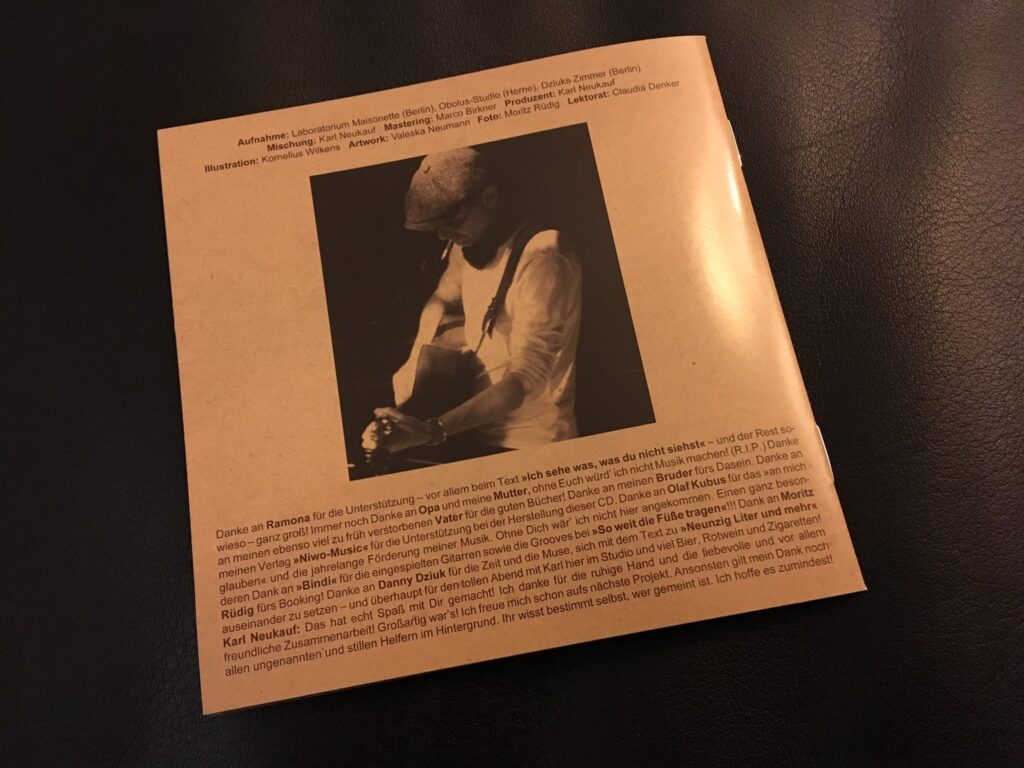 Aufnahme: Laboratorium Maisonette (Berlin), Obolus-Studio (Herne), Dziuks-Zimmer (Berlin)
Mischung: Karl Neukauf Mastering: Marco Birkner Produzent: Karl Neukauf
Illustration: Kornelius Wilkens Artwork: Valeska Neumann Foto: Moritz Rüdig Lektorat: Claudia Denker
Danke an Ramona für die Unterstützung – vor allem beim Text »Ich sehe was, was du nicht siehst« – und der Rest so-
wieso – ganz groß! Immer noch Danke an Opa und meine Mutter, ohne Euch würd' ich nicht Musik machen! (R.I.P.) Danke
an meinen ebenso viel zu früh verstorbenen Vater für die guten Bücher! Danke an meinen Bruder fürs Dasein. Danke an
meinen Verlag »Niwo-Music« für die Unterstützung bei der Herstellung dieser CD. Danke an Olaf Kubus für das »an mich
glauben« und die jahrelange Förderung meiner Musik. Ohne Dich wär' ich nicht hier angekommen. Einen ganz beson-
deren Dank an »Bindi« für die eingespielten Gitarren sowie die Grooves bei »So weit die Füße tragen«!!! Dank an Moritz
Rüdig fürs Booking! Danke an Danny Dziuk für die Zeit und die Muse, sich mit dem Text zu »Neunzig Liter und mehr«
auseinander zu setzen – und überhaupt für den tollen Abend mit Karl hier im Studio und viel Bier, Rotwein und Zigaretten!
Karl Neukauf: Das hat echt Spaß mit Dir gemacht! Ich danke für die ruhige Hand und die liebevolle und vor allem
freundliche Zusammenarbeit! Großartig war's! Ich freue mich schon aufs nächste Projekt. Ansonsten gilt mein Dank noch
allen ungenannten und stillen Helfern im Hintergrund. Ihr wisst bestimmt selbst, wer gemeint ist. Ich hoffe es zumindest!